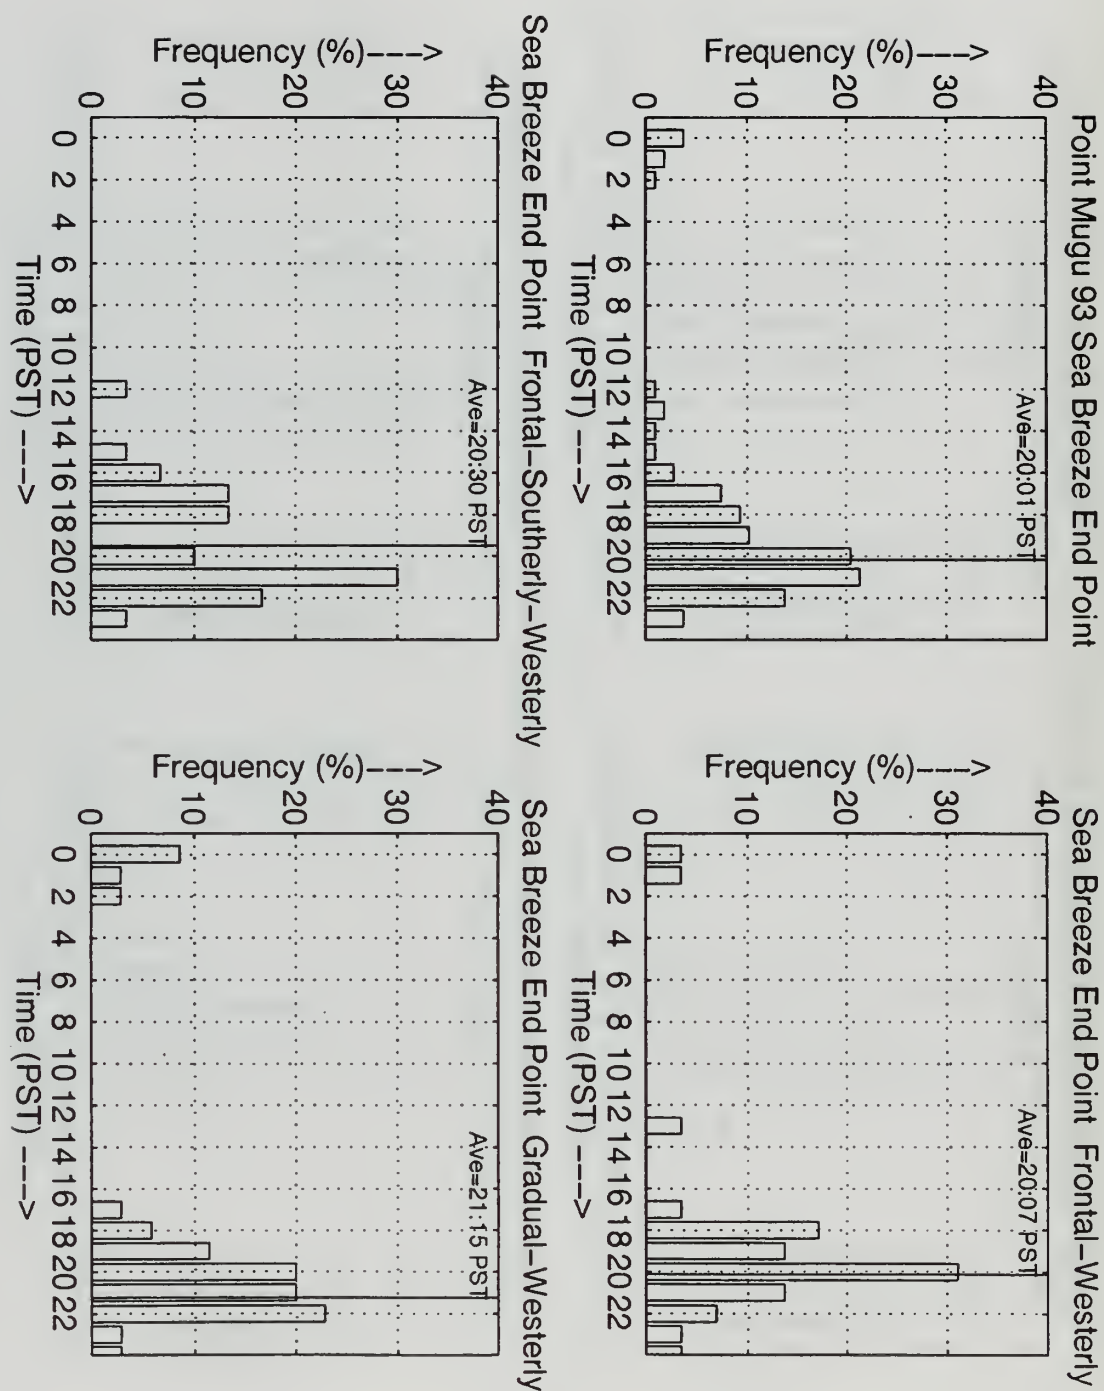 Point Mugu 93 Sea Breeze End Point
Frequency (%)--->
40
30
20
10
0
Ave=20:01 PST
0 2 4 6 8 10 12 14 16 18 20 22
Time (PST) --->
Sea Breeze End Point Frontal-Westerly
Frequency (%)--->
40
30
20
10
0
Ave=20:07 PST
0 2 4 6 8 10 12 14 16 18 20 22
Time (PST) --->
Sea Breeze End Point Frontal-Southerly-Westerly
Frequency (%)--->
40
30
20
10
0
Ave=20:30 PST
0 2 4 6 8 10 12 14 16 18 20 22
Time (PST) --->
Sea Breeze End Point Gradual-Westerly
Frequency (%)--->
40
30
20
10
0
Ave=21:15 PST
0 2 4 6 8 10 12 14 16 18 20 22
Time (PST) --->